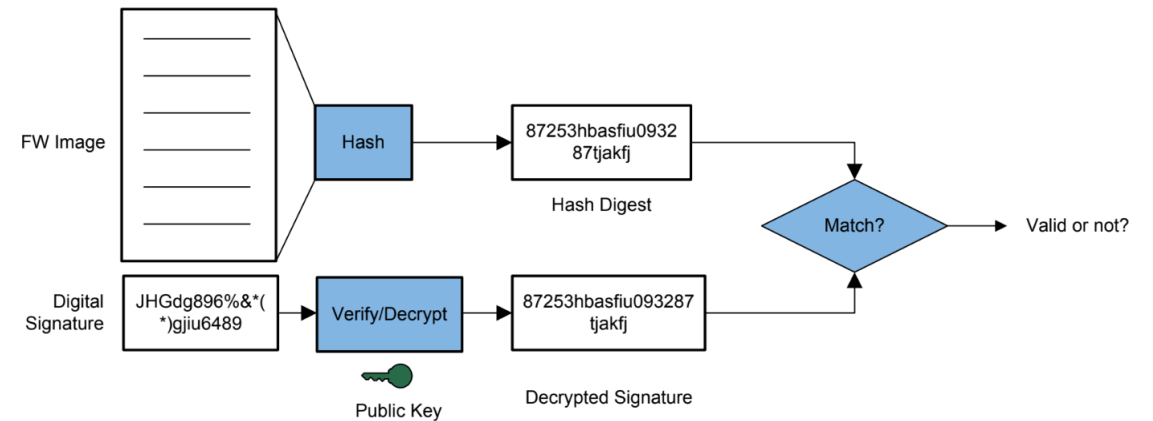 FW Image
Hash
87253hbasfiu0932
87tjakfj
Hash Digest
Match?
Valid or not?
Digital
Signature
JHGdg896%&*(
*)gjiu6489
Verify/Decrypt
87253hbasfiu093287
tjakfj
Public Key
Decrypted Signature